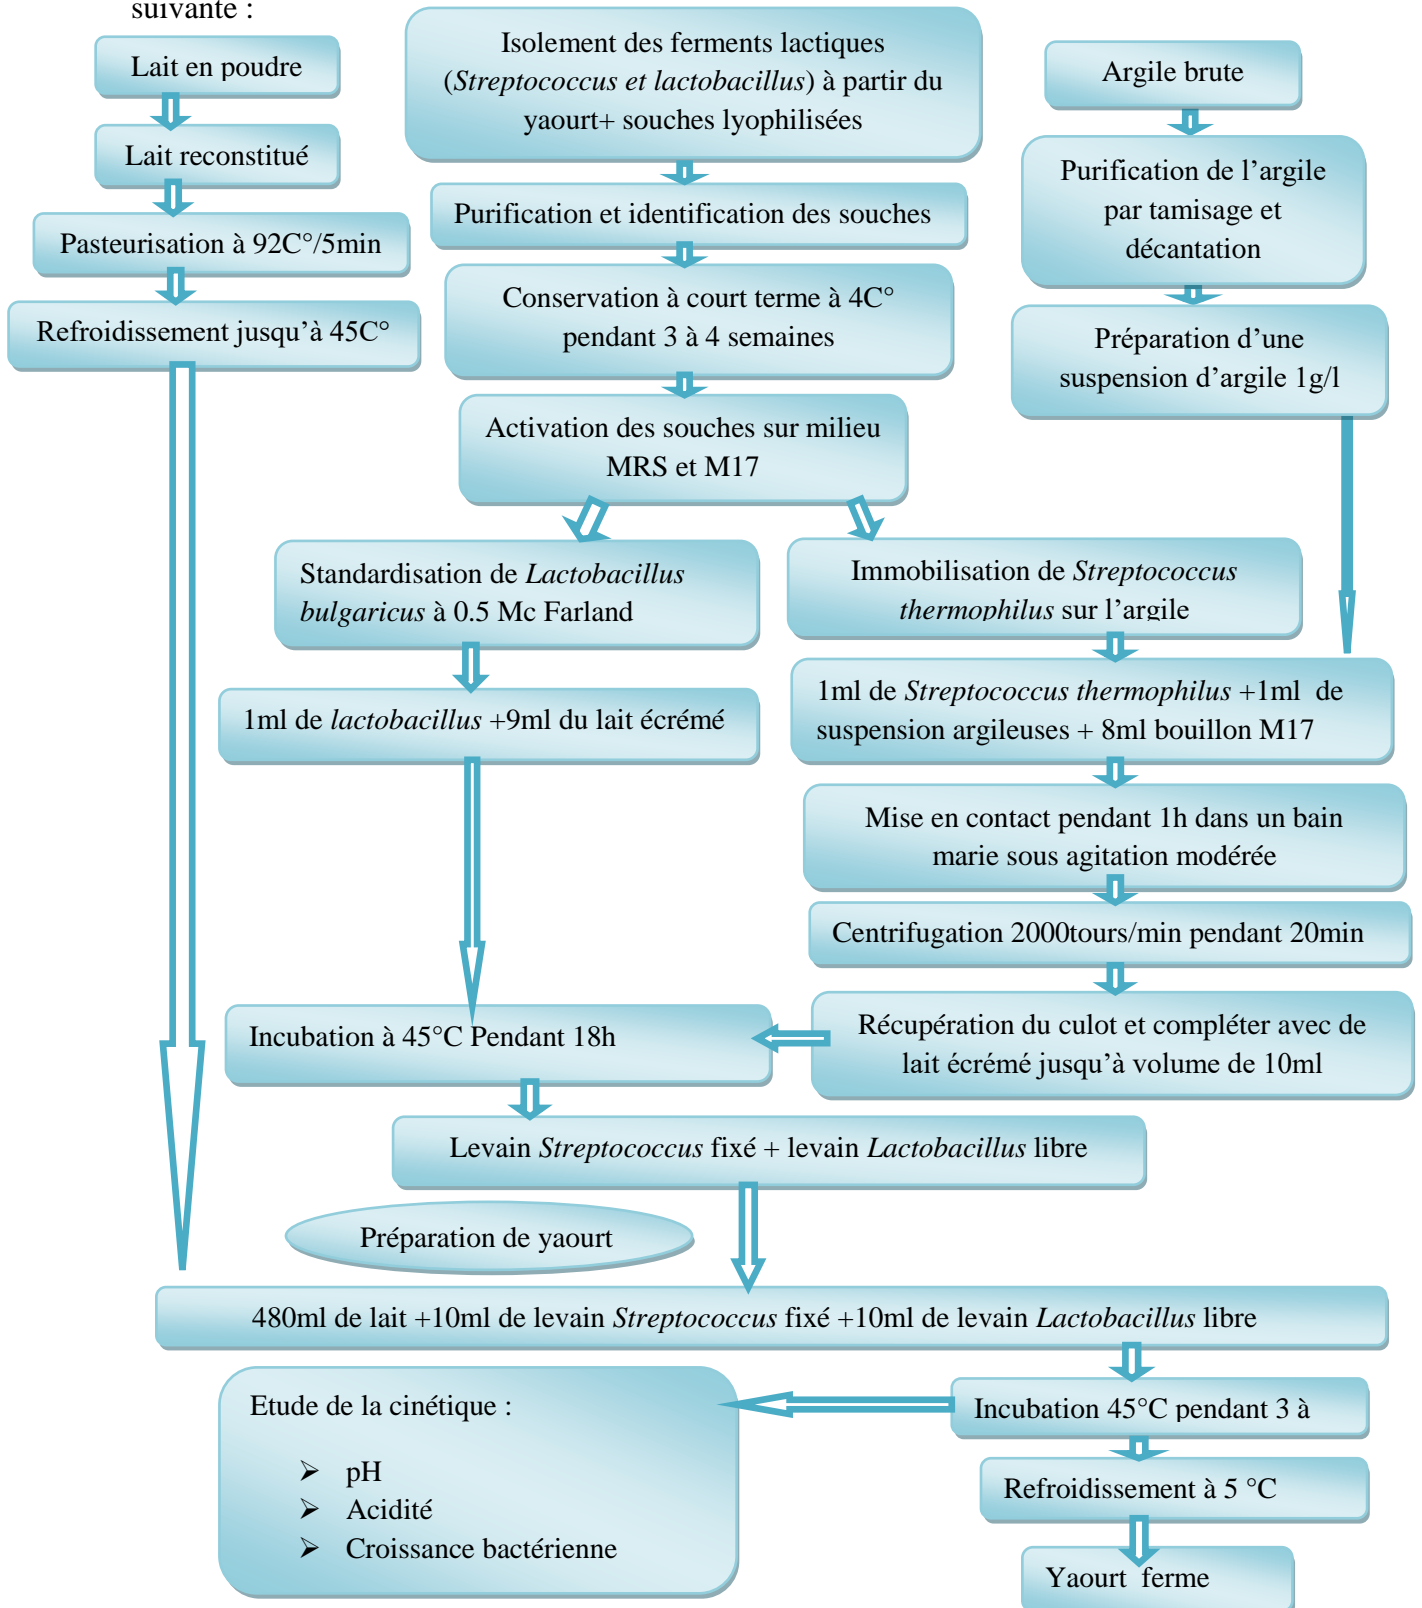 suivante :
Lait en poudre
Lait reconstitué
Pasteurisation à 92C°/5min
Refroidissement jusqu'à 45C°
Isolement des ferments lactiques
(Streptococcus et lactobacillus) à partir du
yaourt+ souches lyophilisées
Purification et identification des souches
Conservation à court terme à 4C°
pendant 3 à 4 semaines
Activation des souches sur milieu
MRS et M17
Argile brute
Purification de l'argile
par tamisage et
décantation
Préparation d'une
suspension d'argile 1g/l
Standardisation de Lactobacillus
bulgaricus à 0.5 Mc Farland
1ml de lactobacillus +9ml du lait écrémé
Immobilisation de Streptococcus
thermophilus sur l'argile
1ml de Streptococcus thermophilus +1ml de
suspension argileuses + 8ml bouillon M17
Mise en contact pendant 1h dans un bain
marie sous agitation modérée
Centrifugation 2000tours/min pendant 20min
Récupération du culot et compléter avec de
lait écrémé jusqu'à volume de 10ml
Incubation à 45°C Pendant 18h
Levain Streptococcus fixé + levain Lactobacillus libre
Préparation de yaourt
480ml de lait +10ml de levain Streptococcus fixé +10ml de levain Lactobacillus libre
Incubation 45°C pendant 3 à
Etude de la cinétique :
➢ pH
➢ Acidité
➢ Croissance bactérienne
Refroidissement à 5 °C
Yaourt ferme